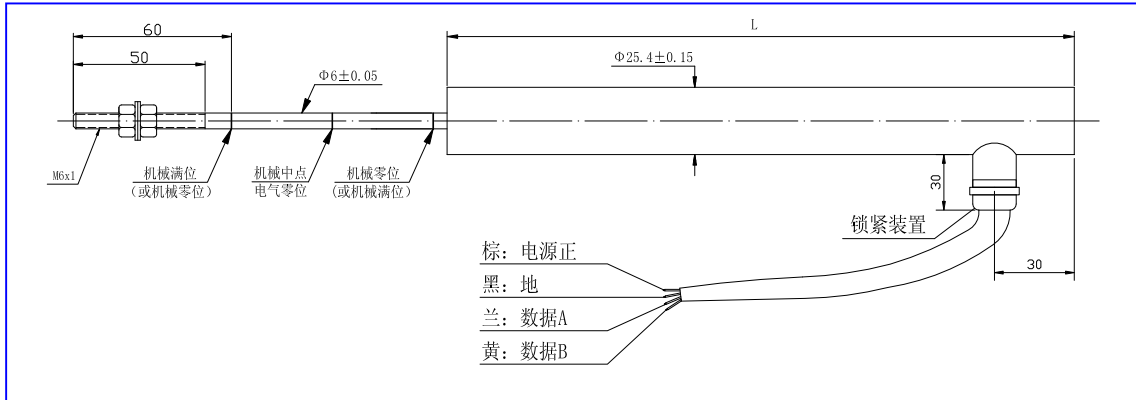 60
L
50
Φ25.4±0.15
Φ6±0.05
M6x1
机械满位
(或机械零位)
机械中点
电气零位
机械零位
(或机械满位)
30
锁紧装置
30
棕：电源正
黑：地
兰：数据A
黄：数据B